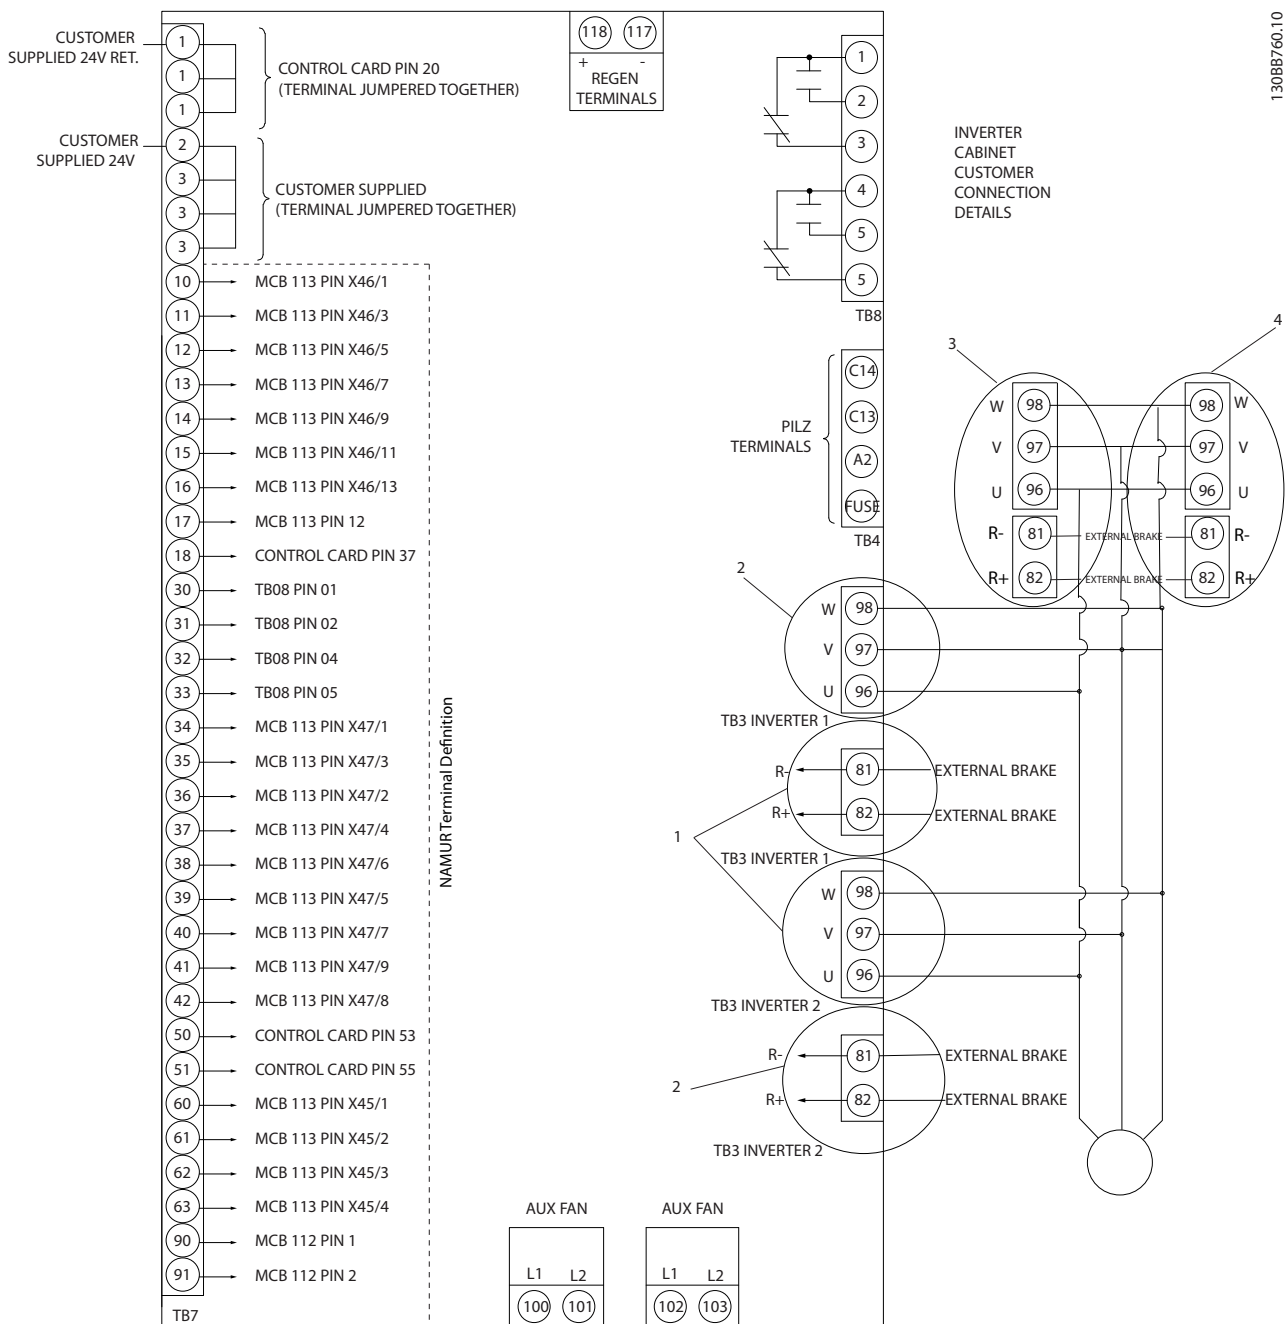 130BB760.10
CUSTOMER
SUPPLIED 24V RET.
1
1
1
CONTROL CARD PIN 20
(TERMINAL JUMPERED TOGETHER)
CUSTOMER
SUPPLIED 24V
2
3
3
3
CUSTOMER SUPPLIED
(TERMINAL JUMPERED TOGETHER)
10 MCB 113 PIN X46/1
11 MCB 113 PIN X46/3
12 MCB 113 PIN X46/5
13 MCB 113 PIN X46/7
14 MCB 113 PIN X46/9
15 MCB 113 PIN X46/11
16 MCB 113 PIN X46/13
17 MCB 113 PIN 12
18 CONTROL CARD PIN 37
30 TB08 PIN 01
31 TB08 PIN 02
32 TB08 PIN 04
33 TB08 PIN 05
34 MCB 113 PIN X47/1
35 MCB 113 PIN X47/3
36 MCB 113 PIN X47/2
37 MCB 113 PIN X47/4
38 MCB 113 PIN X47/6
39 MCB 113 PIN X47/5
40 MCB 113 PIN X47/7
41 MCB 113 PIN X47/9
42 MCB 113 PIN X47/8
50 CONTROL CARD PIN 53
51 CONTROL CARD PIN 55
60 MCB 113 PIN X45/1
61 MCB 113 PIN X45/2
62 MCB 113 PIN X45/3
63 MCB 113 PIN X45/4
90 MCB 112 PIN 1
91 MCB 112 PIN 2
TB7
NAMUR Terminal Definition
118 117
+ -
REGEN
TERMINALS
1
2
3
4
5
5
TB8
INVERTER
CABINET
CUSTOMER
CONNECTION
DETAILS
PILZ
TERMINALS
C14
C13
A2
FUSE
TB4
3
4
W 98 98 W
V 97 97 V
U 96 96 U
R- 81 EXTERNAL BRAKE 81 R-
R+ 82 EXTERNAL BRAKE 82 R+
2
W 98
V 97
U 96
TB3 INVERTER 1
R- 81 EXTERNAL BRAKE
R+ 82 EXTERNAL BRAKE
1
TB3 INVERTER 1
W 98
V 97
U 96
TB3 INVERTER 2
R- 81 EXTERNAL BRAKE
2
R+ 82 EXTERNAL BRAKE
TB3 INVERTER 2
AUX FAN
L1 L2
100 101
AUX FAN
L1 L2
102 103